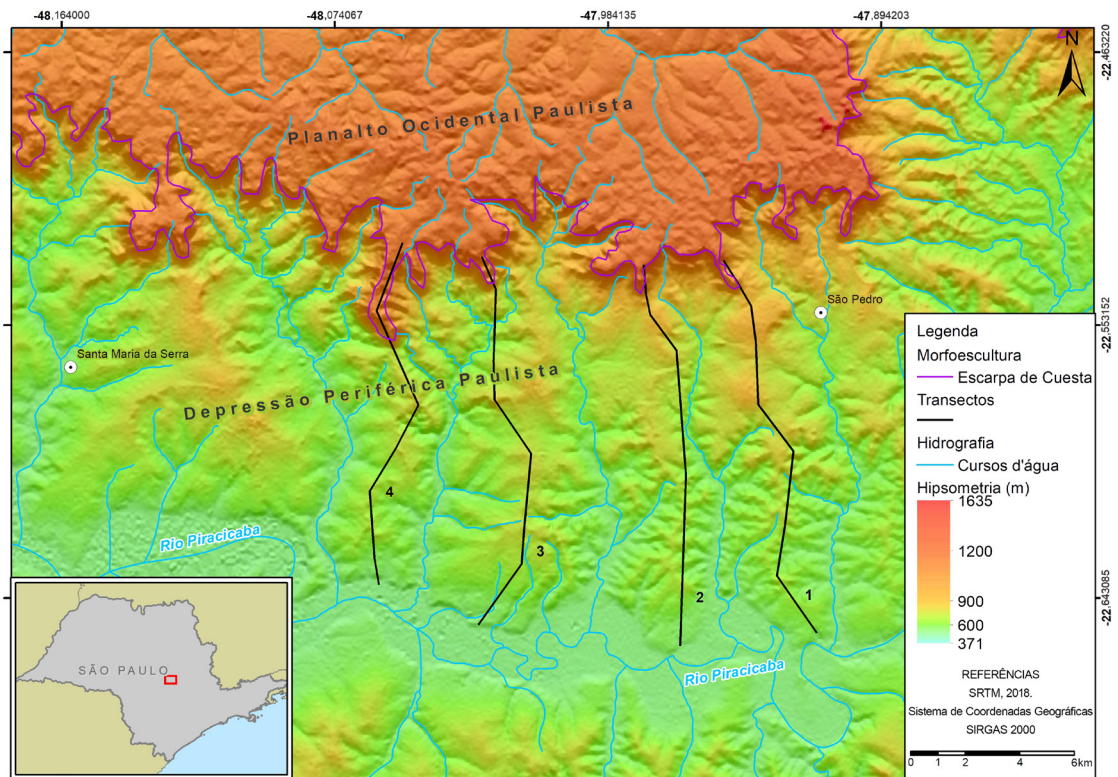 -48,164000
-48,074067
-47,984135
-47,894203
-22,463220
N
Planalto Ocidental Paulista
São Pedro
-22,553152
Santa Maria da Serra
Depressão Periférica Paulista
4
3
2
1
Rio Piracicaba
Rio Piracicaba
-22,643085
SÃO PAULO
Legenda
Morfoescultura
Escarpa de Cuesta
Transectos
Hidrografia
Cursos d'água
Hipsometria (m)
1635
1200
900
600
371
REFERÊNCIAS
SRTM, 2018.
Sistema de Coordenadas Geográficas
SIRGAS 2000
0 1 2 4 6km